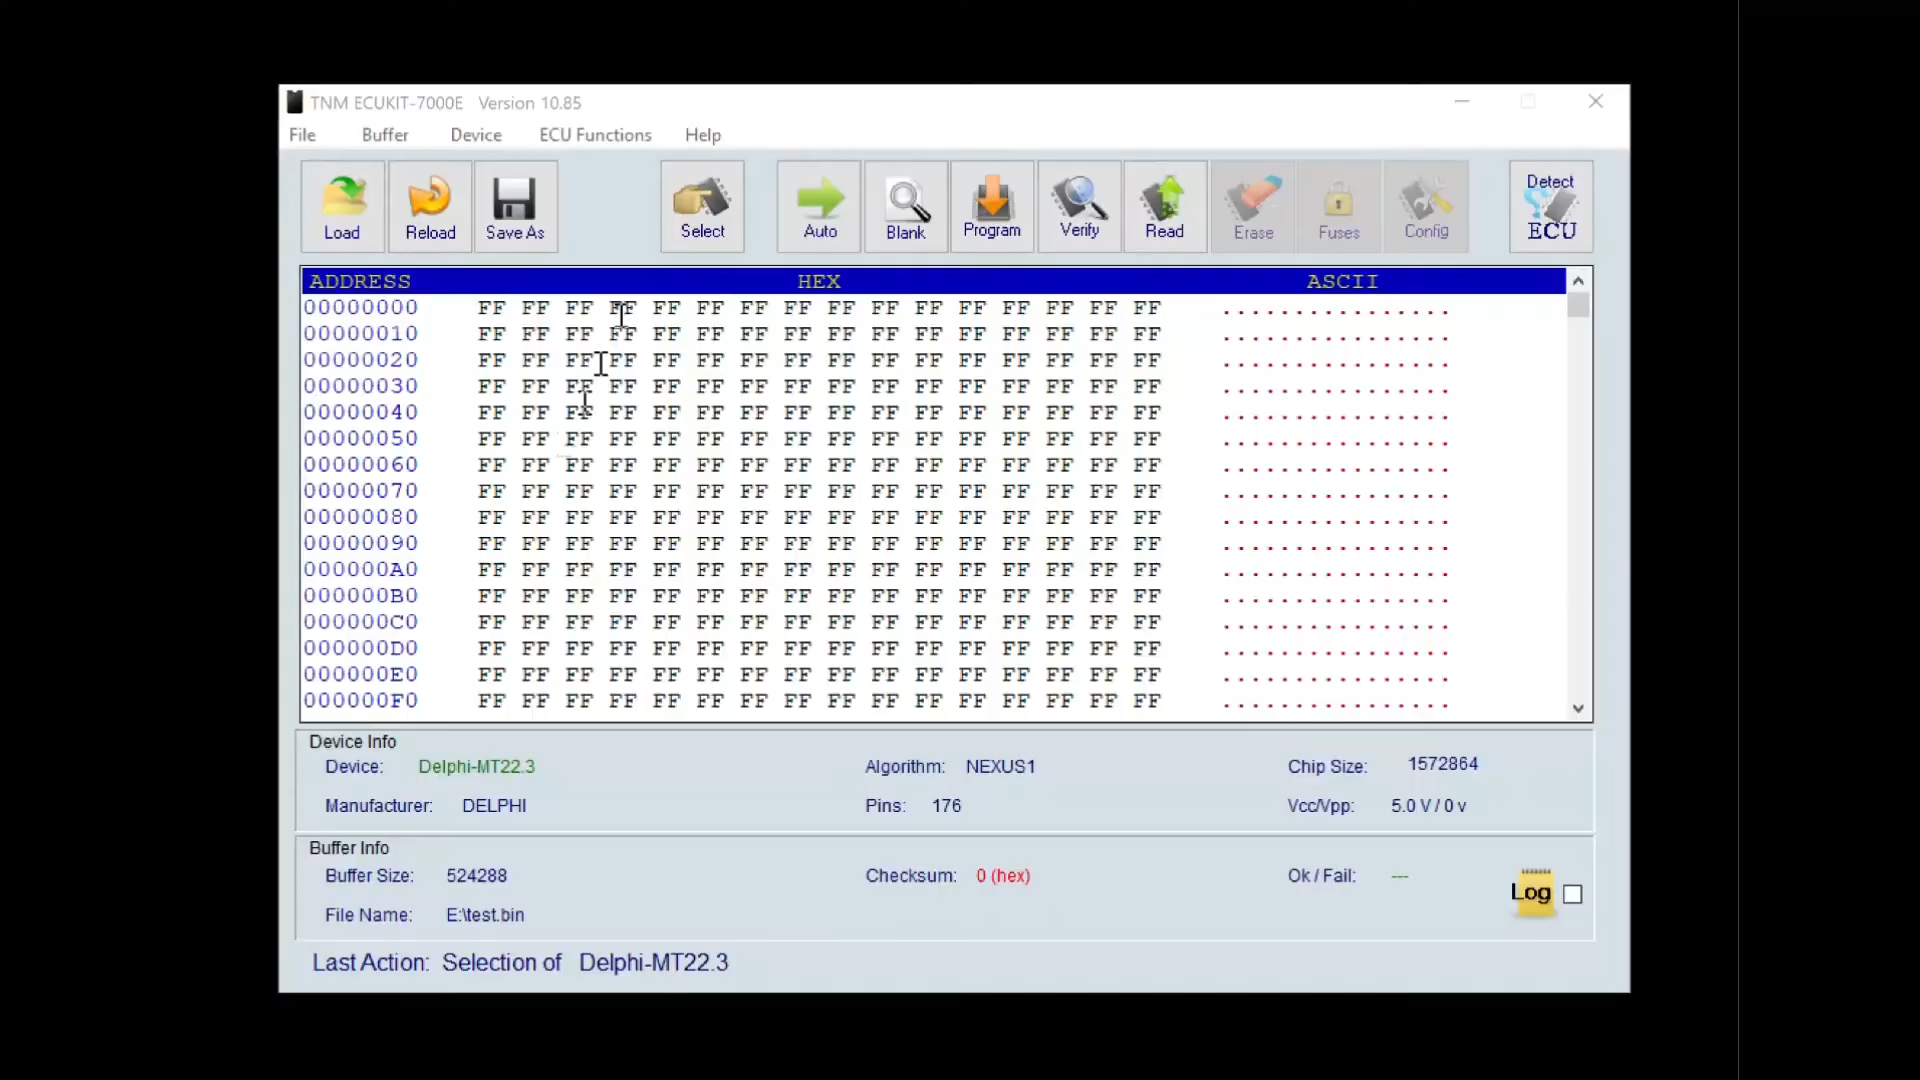 TNM ECUKIT-7000E Version 10.85
File Buffer Device ECU Functions Help
Load Reload Save As Select Auto Blank Program Verify Read Erase Fuses Config Detect ECU
ADDRESS HEX ASCII
00000000 FF FF FF FF FF FF FF FF FF FF FF FF FF FF FF FF ................
00000010 FF FF FF FF FF FF FF FF FF FF FF FF FF FF FF FF ................
00000020 FF FF FF FF FF FF FF FF FF FF FF FF FF FF FF FF ................
00000030 FF FF FF FF FF FF FF FF FF FF FF FF FF FF FF FF ................
00000040 FF FF FF FF FF FF FF FF FF FF FF FF FF FF FF FF ................
00000050 FF FF FF FF FF FF FF FF FF FF FF FF FF FF FF FF ................
00000060 FF FF FF FF FF FF FF FF FF FF FF FF FF FF FF FF ................
00000070 FF FF FF FF FF FF FF FF FF FF FF FF FF FF FF FF ................
00000080 FF FF FF FF FF FF FF FF FF FF FF FF FF FF FF FF ................
00000090 FF FF FF FF FF FF FF FF FF FF FF FF FF FF FF FF ................
000000A0 FF FF FF FF FF FF FF FF FF FF FF FF FF FF FF FF ................
000000B0 FF FF FF FF FF FF FF FF FF FF FF FF FF FF FF FF ................
000000C0 FF FF FF FF FF FF FF FF FF FF FF FF FF FF FF FF ................
000000D0 FF FF FF FF FF FF FF FF FF FF FF FF FF FF FF FF ................
000000E0 FF FF FF FF FF FF FF FF FF FF FF FF FF FF FF FF ................
000000F0 FF FF FF FF FF FF FF FF FF FF FF FF FF FF FF FF ................
Device Info
Device: Delphi-MT22.3 Algorithm: NEXUS1 Chip Size: 1572864
Manufacturer: DELPHI Pins: 176 Vcc/Vpp: 5.0 V / 0 v
Buffer Info
Buffer Size: 524288 Checksum: 0 (hex) Ok / Fail: ---
Log
File Name: E:\test.bin
Last Action: Selection of Delphi-MT22.3